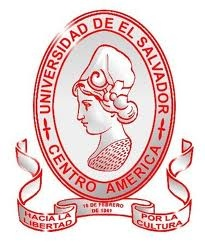 UNIVERSIDAD DE EL SALVADOR
CENTRO AMERICA
16 DE FEBRERO
DE 1841
HACIA LA
LIBERTAD
POR LA
CULTURA